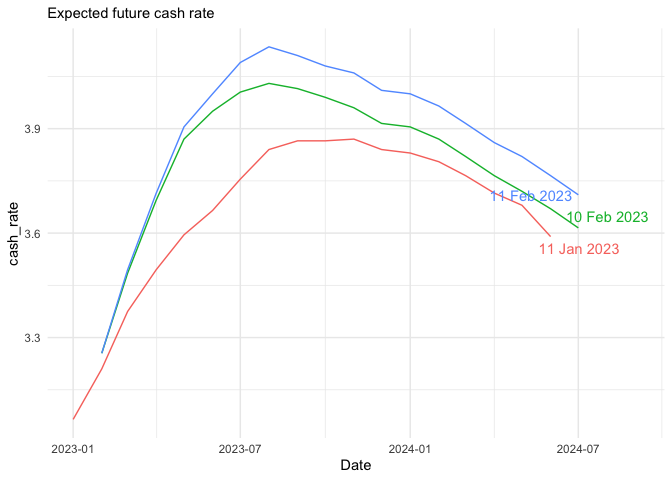 Expected future cash rate
cash_rate
3.9
3.6
3.3
11 Feb 2023
10 Feb 2023
11 Jan 2023
2023-01
2023-07
2024-01
2024-07
Date